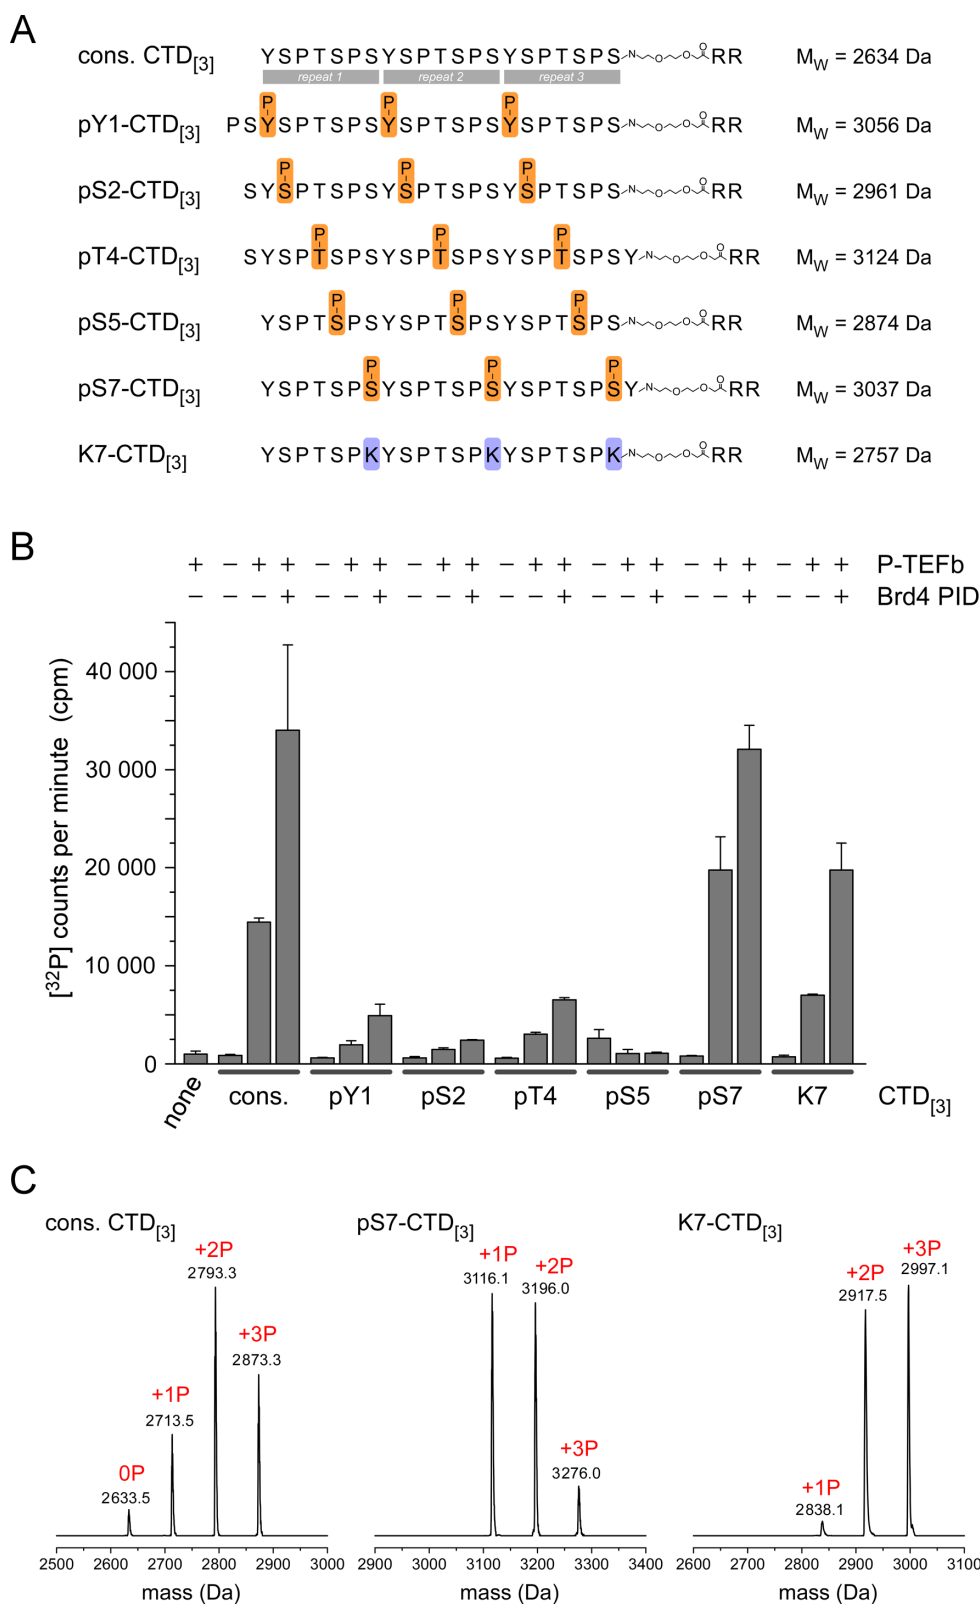 A
cons. CTD[3] YSPTSPSYSPTSPSYSPTSPS N O O O RR MW = 2634 Da
repeat 1 repeat 2 repeat 3
P P P
pY1-CTD[3] PSYSPTSPSYSPTSPSYSPTSPS N O O O RR MW = 3056 Da
P P P
pS2-CTD[3] SYSPTSPSYSPTSPSYSPTSPS N O O O RR MW = 2961 Da
P P P
pT4-CTD[3] SYSPTSPSYSPTSPSYSPTSPSY N O O O RR MW = 3124 Da
P P P
pS5-CTD[3] YSPTSPSYSPTSPSYSPTSPS N O O O RR MW = 2874 Da
P P P
pS7-CTD[3] YSPTSPSYSPTSPSYSPTSPSY N O O O RR MW = 3037 Da
K7-CTD[3] YSPTSPKYSPTSPKYSPTSPK N O O O RR MW = 2757 Da
B
+ − + + − + + − + + − + + − + + − + + − + + P-TEFb
− − − + − − + − − + − − + − − + − − + − − + Brd4 PID
[32P] counts per minute (cpm)
40 000
30 000
20 000
10 000
0
none cons. pY1 pS2 pT4 pS5 pS7 K7 CTD[3]
C
cons. CTD[3]
0P
2633.5
+1P
2713.5
+2P
2793.3
+3P
2873.3
2500 2600 2700 2800 2900 3000
mass (Da)
pS7-CTD[3]
+1P
3116.1
+2P
3196.0
+3P
3276.0
2900 3000 3100 3200 3300 3400
mass (Da)
K7-CTD[3]
+1P
2838.1
+2P
2917.5
+3P
2997.1
2600 2700 2800 2900 3000 3100
mass (Da)